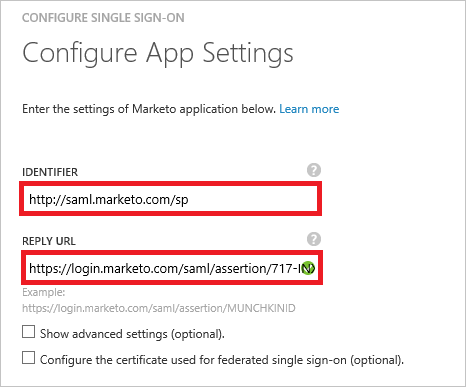 CONFIGURE SINGLE SIGN-ON
Configure App Settings
Enter the settings of Marketo application below. Learn more
IDENTIFIER
?
http://saml.marketo.com/sp
REPLY URL
?
https://login.marketo.com/saml/assertion/717-INX
Example:
https://login.marketo.com/saml/assertion/MUNCHKINID
Show advanced settings (optional).
Configure the certificate used for federated single sign-on (optional).